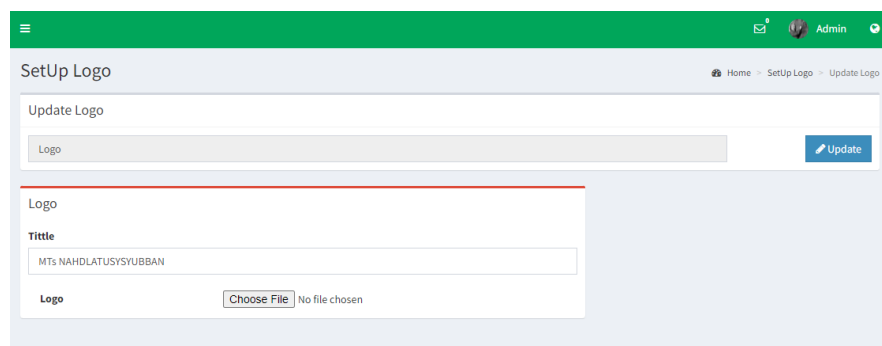 0
Admin
SetUp Logo
Home > SetUp Logo > Update Logo
Update Logo
Logo
Update
Logo
Tittle
MTs NAHDLATUSYSYUBBAN
Logo Choose File No file chosen